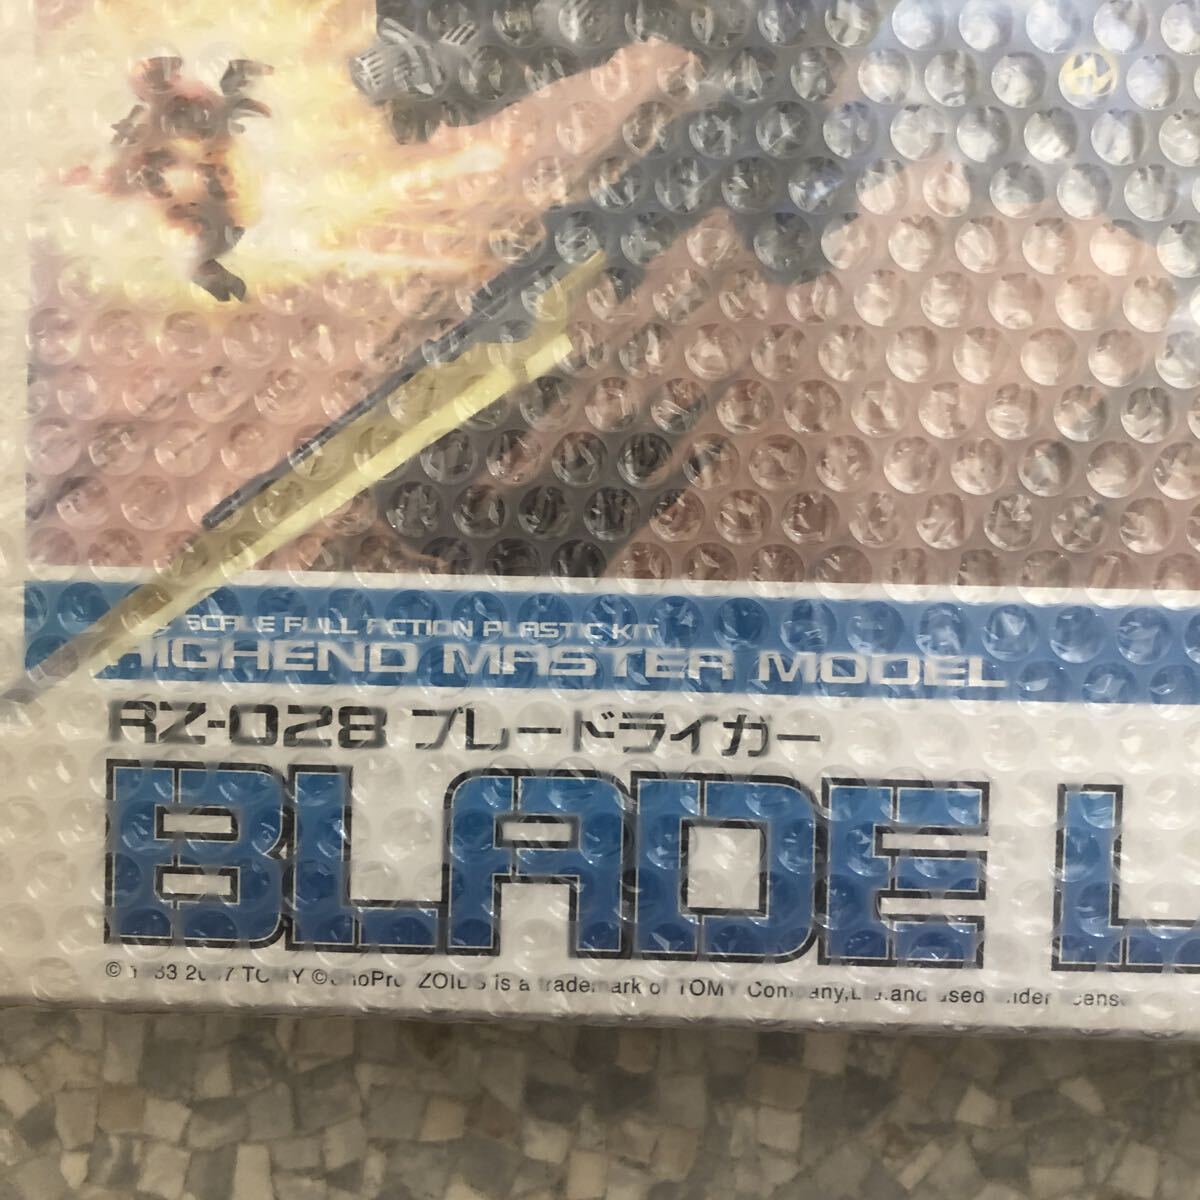 SCALE FULL ACTION PLASTIC KIT
HIGHEND MASTER MODEL
RZ-028 ブレードライガー
BLADE L
© TOMY ©ShoPro ZOIDS is a trademark of TOMY Company,Ltd.and used under license